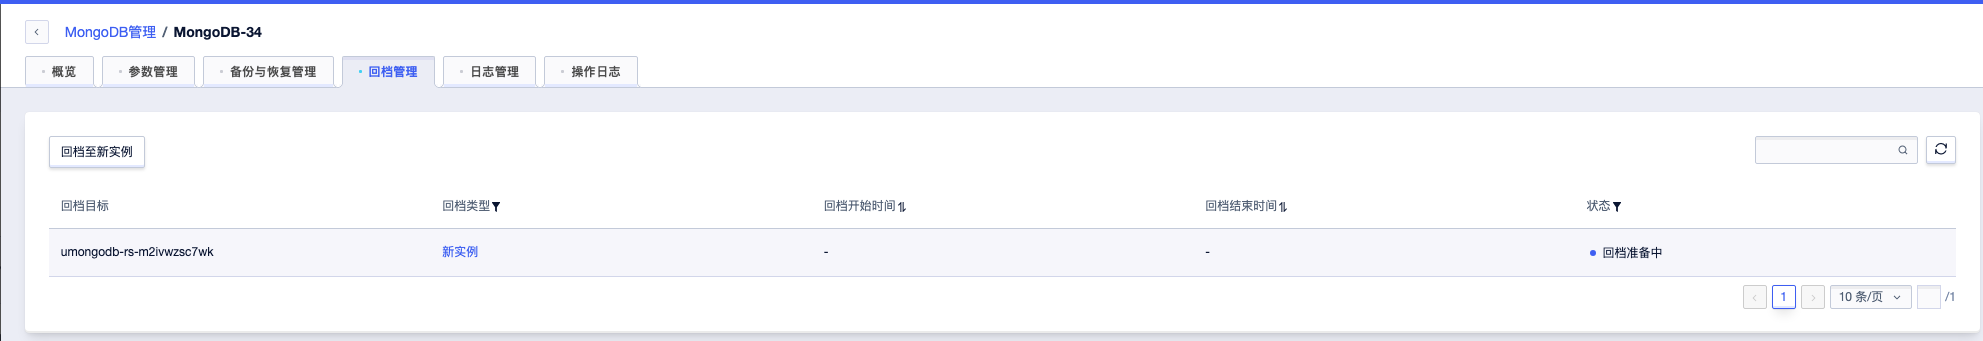 MongoDB管理 / MongoDB-34
概览 参数管理 备份与恢复管理 回档管理 日志管理 操作日志
回档至新实例
回档目标 回档类型 回档开始时间 回档结束时间 状态
umongodb-rs-m2ivwzsc7wk 新实例 - - 回档准备中
1 10 条/页 /1